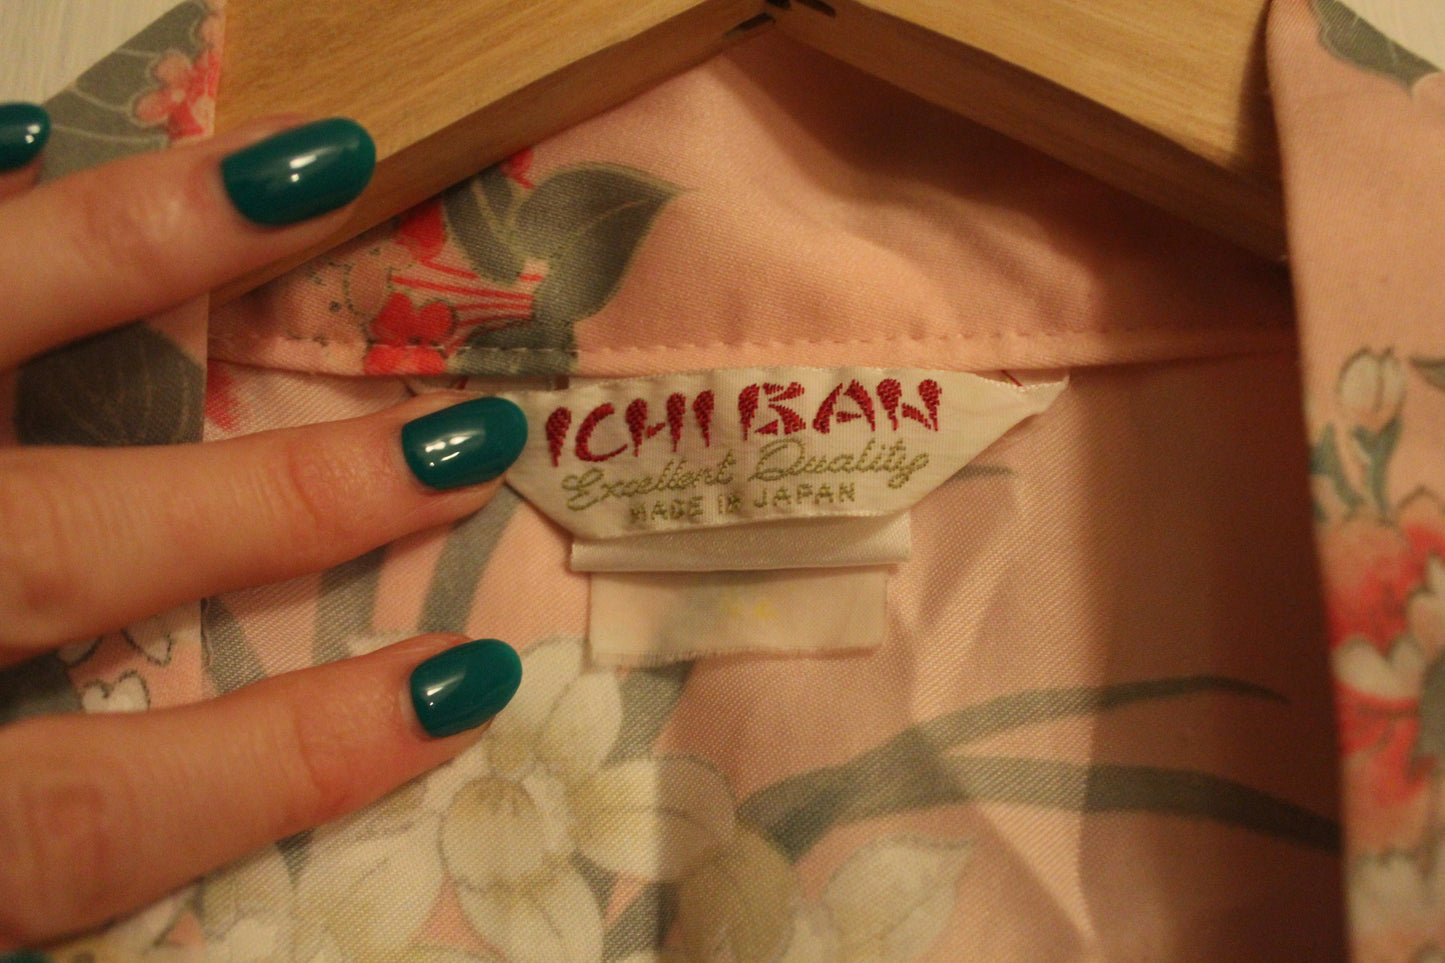 ICHI BAN
Excellent Quality
MADE IN JAPAN